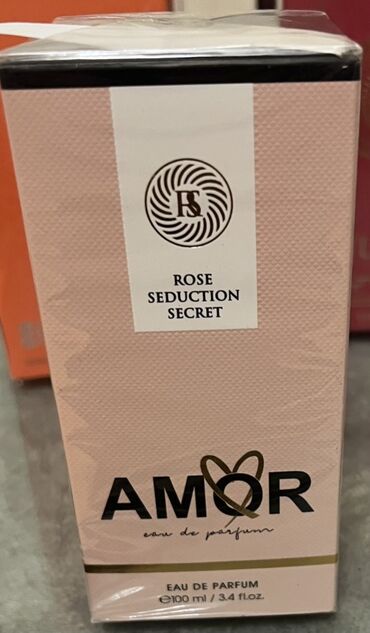 RS
ROSE
SEDUCTION
SECRET
AMOR
eau de parfum
EAU DE PARFUM
℮100 ml / 3.4 fl.oz.